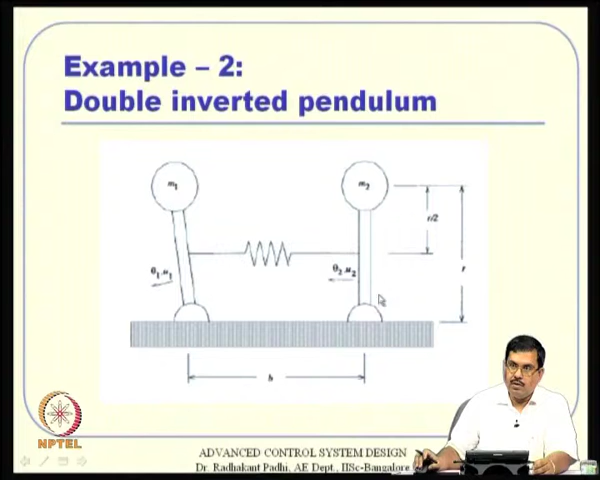 Example – 2:
Double inverted pendulum
m₁
m₂
r/2
θ₁,u₁
θ₂,u₂
r
b
NPTEL
ADVANCED CONTROL SYSTEM DESIGN
Dr. Radhakant Padhi, AE Dept., IISc-Bangalore